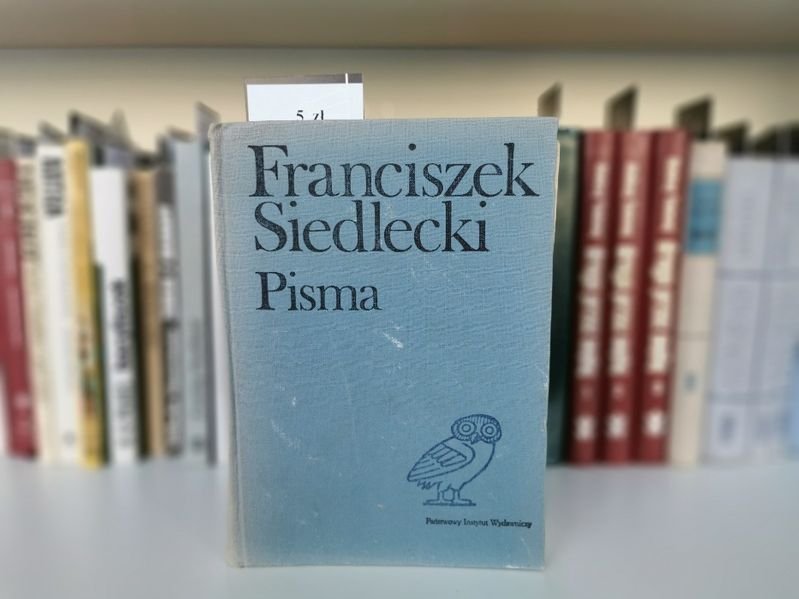 5 zł
Franciszek
Siedlecki
Pisma
Państwowy Instytut Wydawniczy